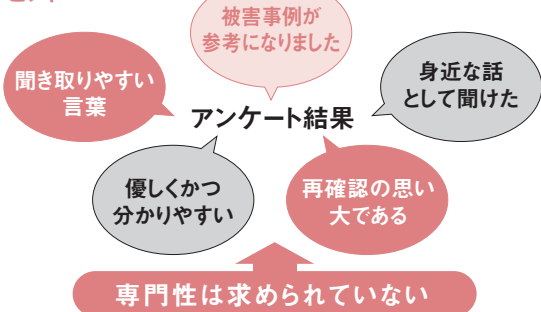 被害事例が
参考になりました
聞き取りやすい
言葉
身近な話
として聞けた
アンケート結果
優しくかつ
分かりやすい
再確認の思い
大である
専門性は求められていない